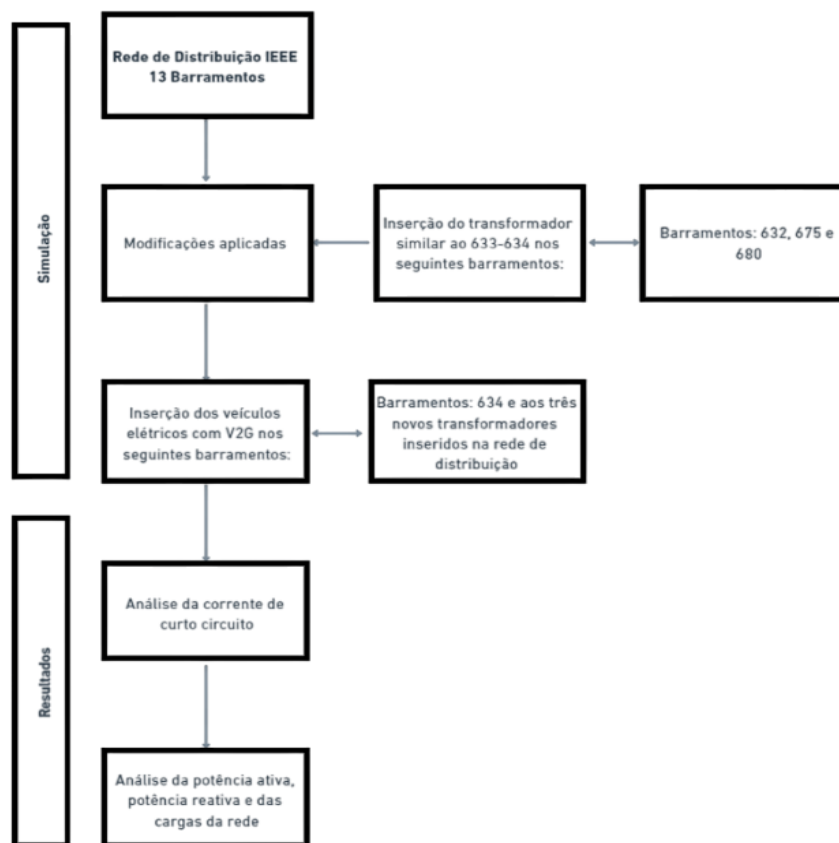 Rede de Distribuição IEEE
13 Barramentos
Simulação
Modificações aplicadas
Inserção do transformador
similar ao 633-634 nos
seguintes barramentos:
Barramentos: 632, 675 e
680
Inserção dos veículos
elétricos com V2G nos
seguintes barramentos:
Barramentos: 634 e aos três
novos transformadores
inseridos na rede de
distribuição
Resultados
Análise da corrente de
curto circuito
Análise da potência ativa,
potência reativa e das
cargas da rede